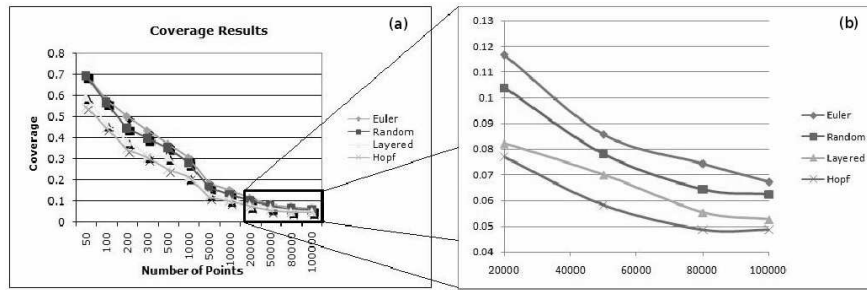 (a)
Coverage Results
0.8
0.7
0.6
0.5
0.4
0.3
0.2
0.1
0
Coverage
50
100
200
300
500
1000
5000
10000
20000
50000
80000
100000
Number of Points
Euler
Random
Layered
Hopf
(b)
0.13
0.12
0.11
0.1
0.09
0.08
0.07
0.06
0.05
0.04
20000
40000
60000
80000
100000
Euler
Random
Layered
Hopf